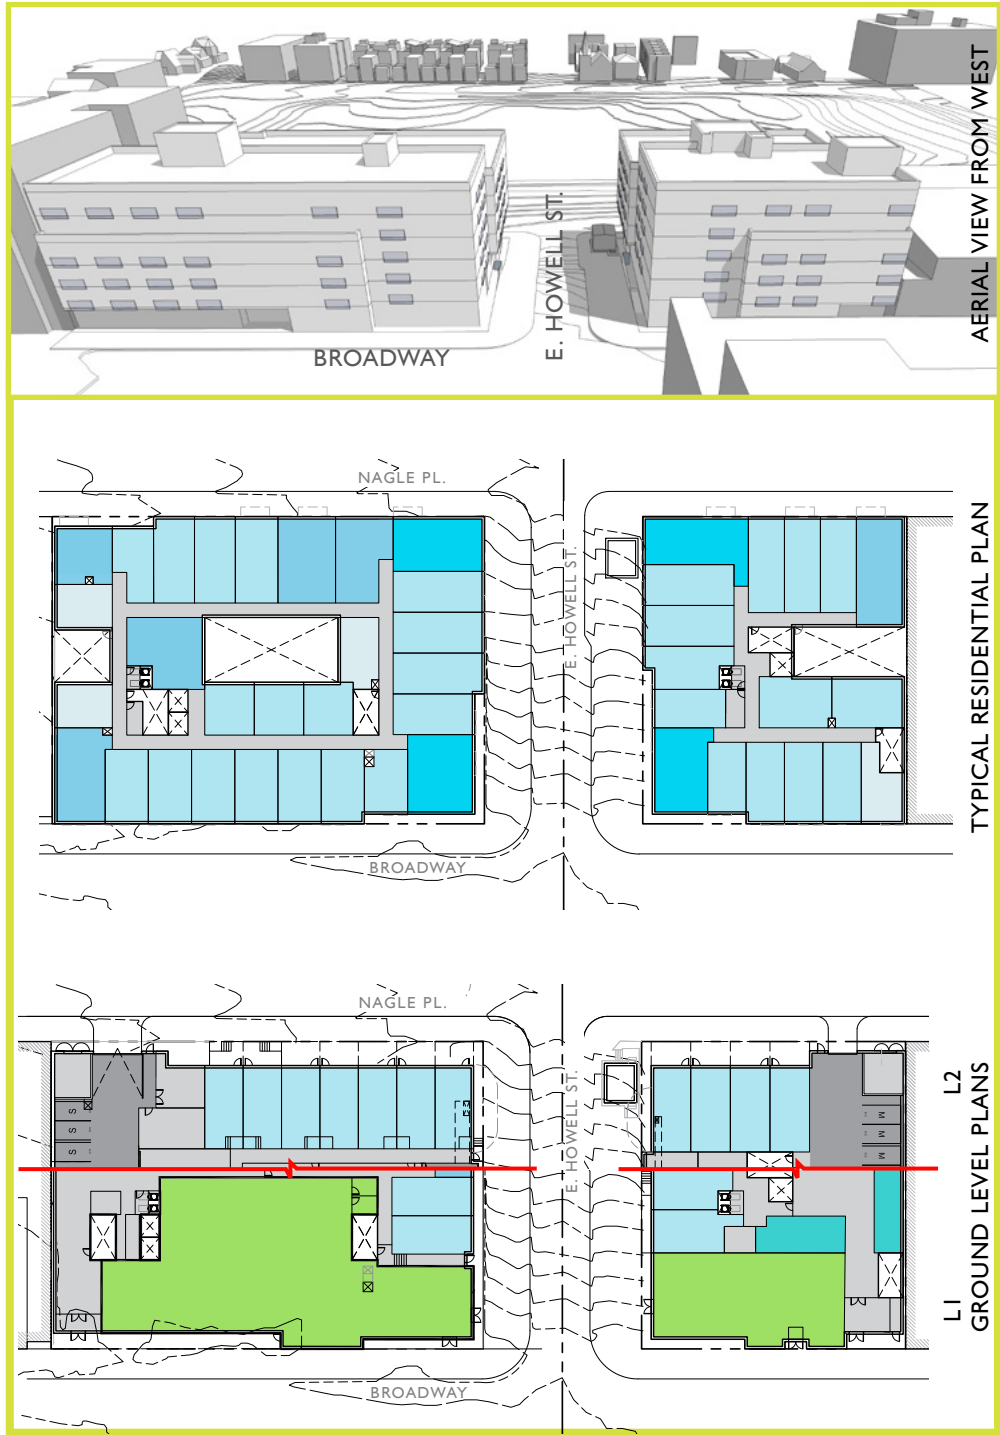 AERIAL VIEW FROM WEST
E. HOWELL ST.
BROADWAY
NAGLE PL.
E. HOWELL ST.
BROADWAY
TYPICAL RESIDENTIAL PLAN
NAGLE PL.
E. HOWELL ST.
S
S
S
M
M
M
BROADWAY
L1 L2
GROUND LEVEL PLANS